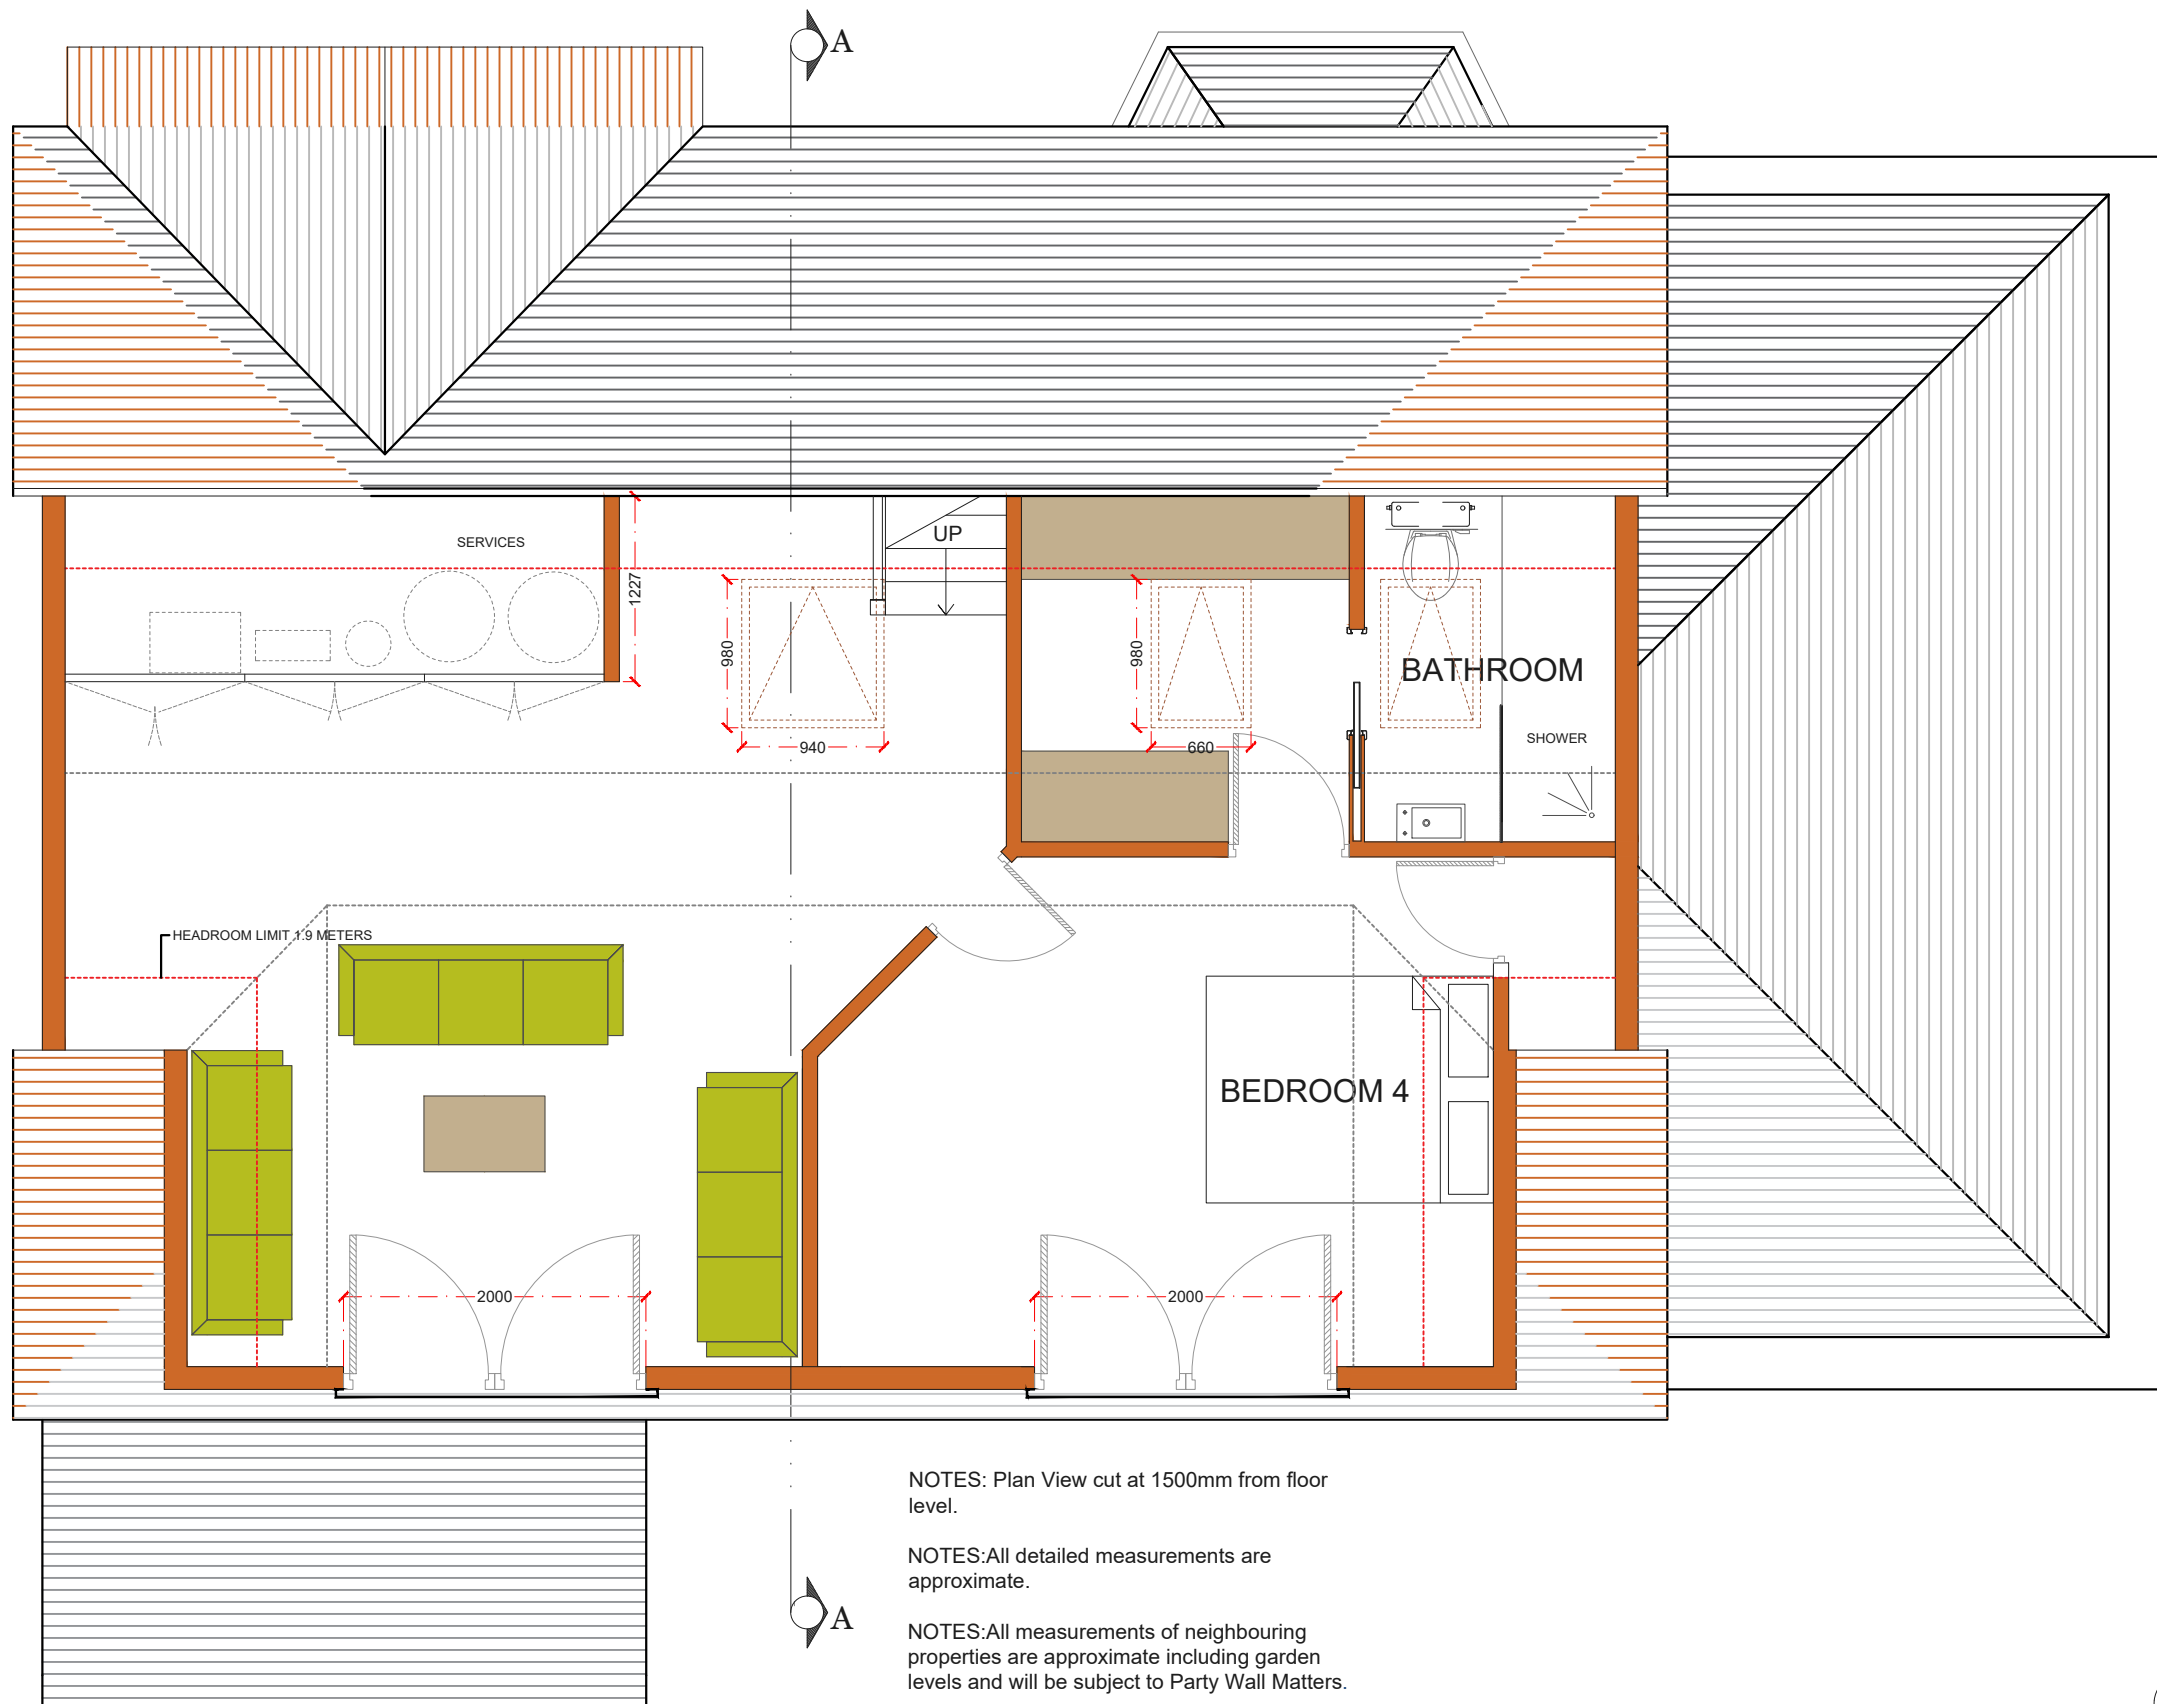 A
SERVICES
UP
1227
980
980
BATHROOM
940
660
SHOWER
HEADROOM LIMIT 1.9 METERS
BEDROOM 4
2000
2000
NOTES: Plan View cut at 1500mm from floor
level.
NOTES:All detailed measurements are
approximate.
A
NOTES:All measurements of neighbouring
properties are approximate including garden
levels and will be subject to Party Wall Matters.